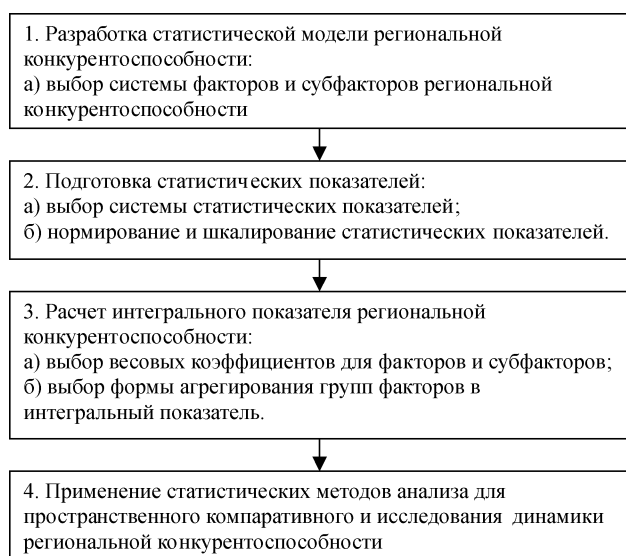 1. Разработка статистической модели региональной
конкурентоспособности:
а) выбор системы факторов и субфакторов региональной
конкурентоспособности
2. Подготовка статистических показателей:
а) выбор системы статистических показателей;
б) нормирование и шкалирование статистических показателей.
3. Расчет интегрального показателя региональной
конкурентоспособности:
а) выбор весовых коэффициентов для факторов и субфакторов;
б) выбор формы агрегирования групп факторов в
интегральный показатель.
4. Применение статистических методов анализа для
пространственного компаративного и исследования динамики
региональной конкурентоспособности